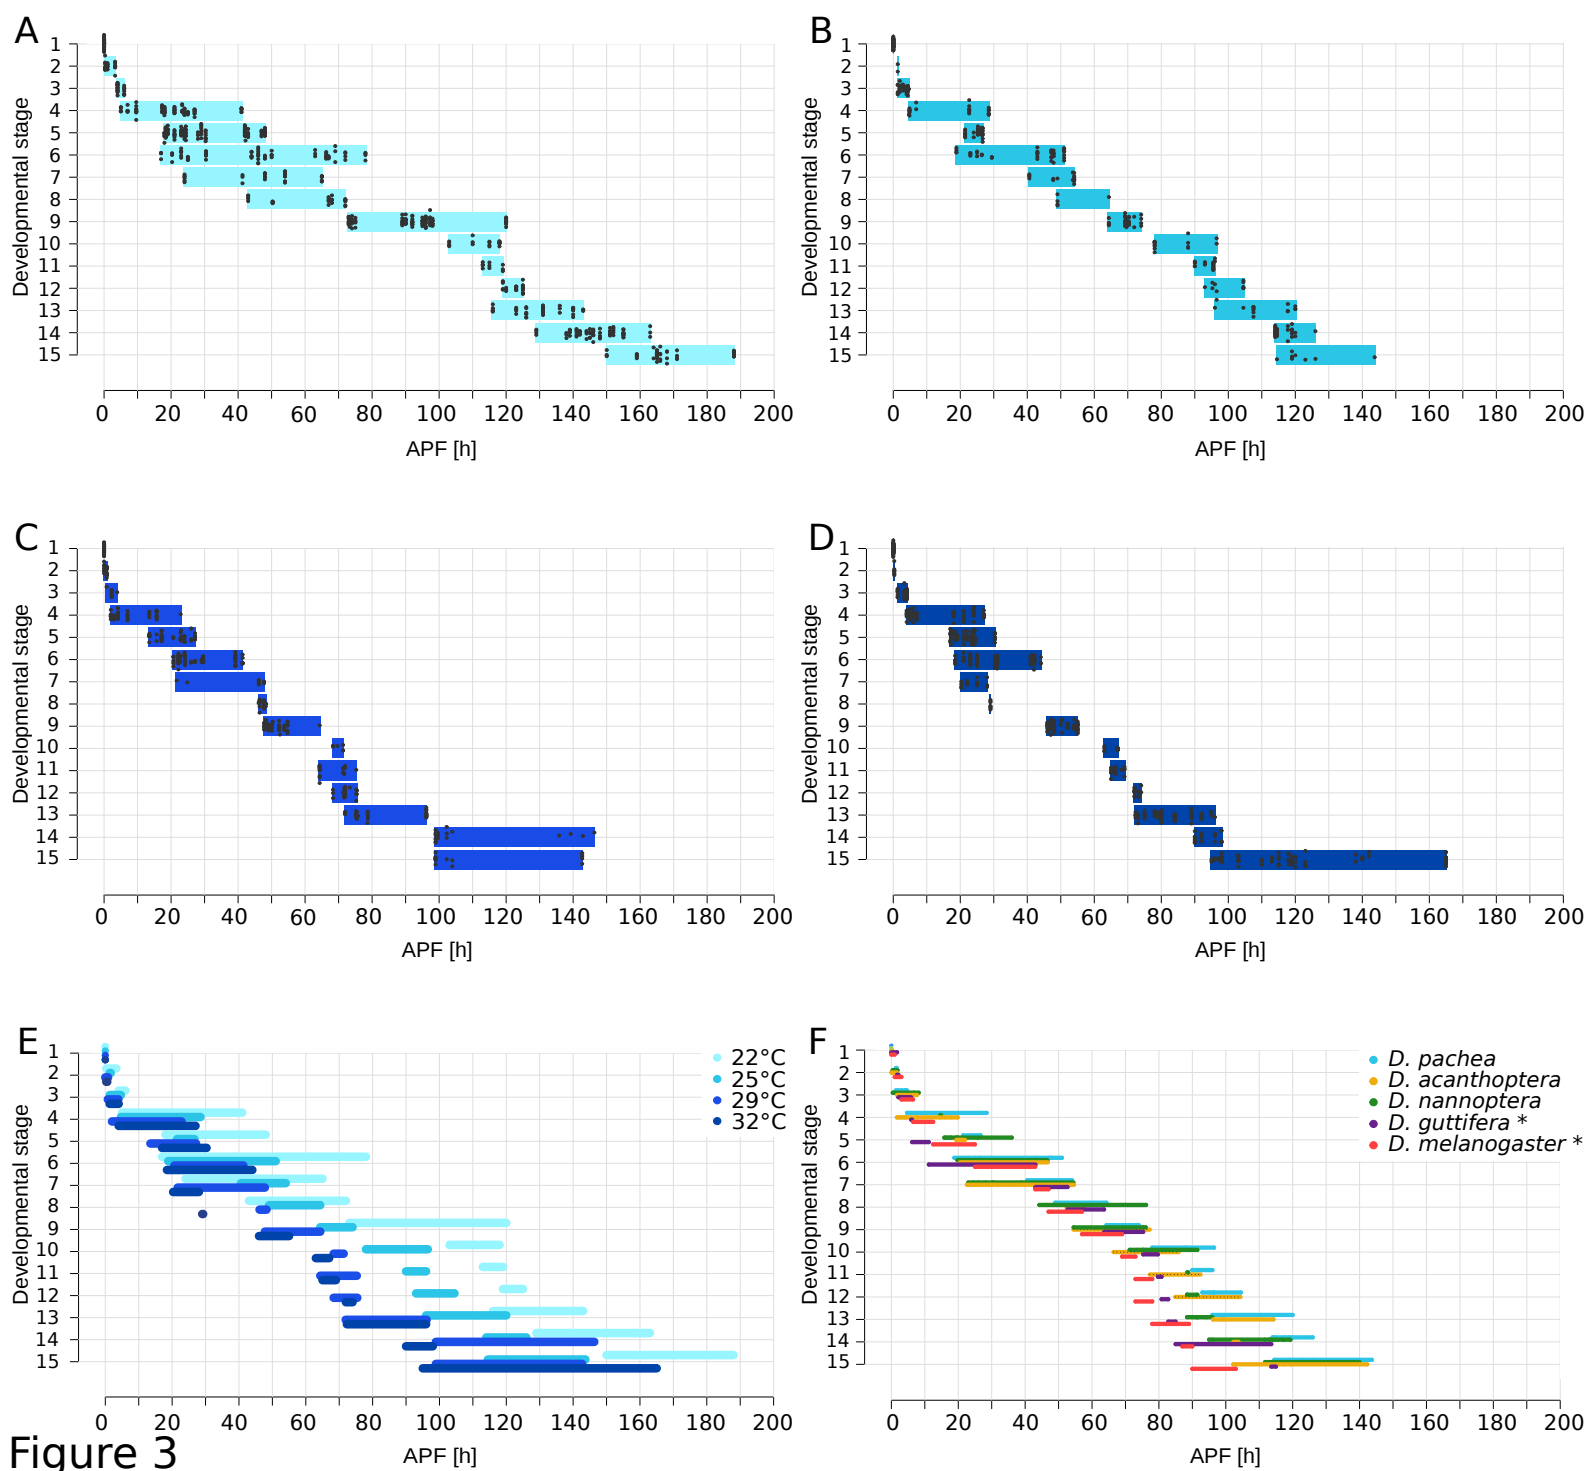 A
Developmental stage
1
2
3
4
5
6
7
8
9
10
11
12
13
14
15
0 20 40 60 80 100 120 140 160 180 200
APF [h]
B
Developmental stage
1
2
3
4
5
6
7
8
9
10
11
12
13
14
15
0 20 40 60 80 100 120 140 160 180 200
APF [h]
C
Developmental stage
1
2
3
4
5
6
7
8
9
10
11
12
13
14
15
0 20 40 60 80 100 120 140 160 180 200
APF [h]
D
Developmental stage
1
2
3
4
5
6
7
8
9
10
11
12
13
14
15
0 20 40 60 80 100 120 140 160 180 200
APF [h]
E
Developmental stage
1
2
3
4
5
6
7
8
9
10
11
12
13
14
15
22°C
25°C
29°C
32°C
0 20 40 60 80 100 120 140 160 180 200
APF [h]
F
Developmental stage
1
2
3
4
5
6
7
8
9
10
11
12
13
14
15
D. pachea
D. acanthoptera
D. nannoptera
D. guttifera *
D. melanogaster *
0 20 40 60 80 100 120 140 160 180 200
APF [h]
Figure 3